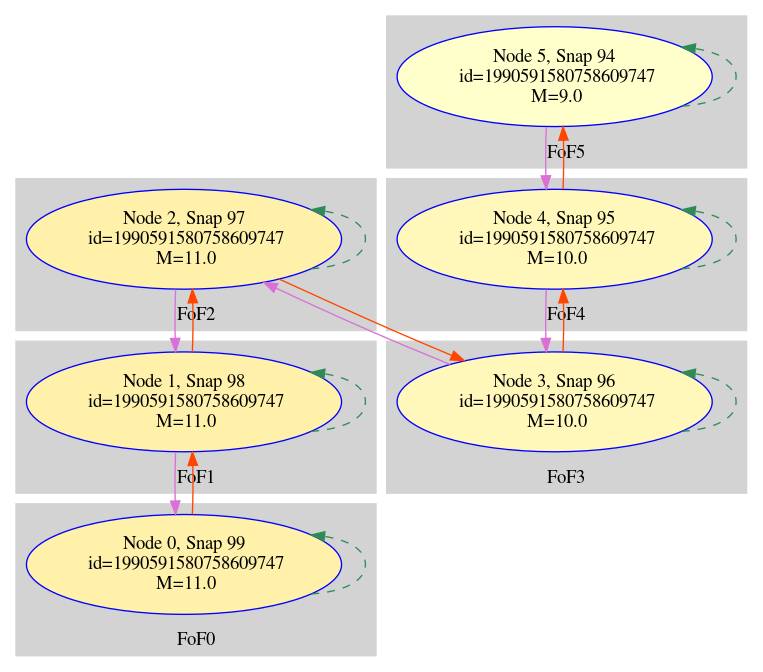 Node 5, Snap 94
id=1990591580758609747
M=9.0
FoF5
Node 2, Snap 97
id=1990591580758609747
M=11.0
FoF2
Node 4, Snap 95
id=1990591580758609747
M=10.0
FoF4
Node 1, Snap 98
id=1990591580758609747
M=11.0
FoF1
Node 3, Snap 96
id=1990591580758609747
M=10.0
FoF3
Node 0, Snap 99
id=1990591580758609747
M=11.0
FoF0